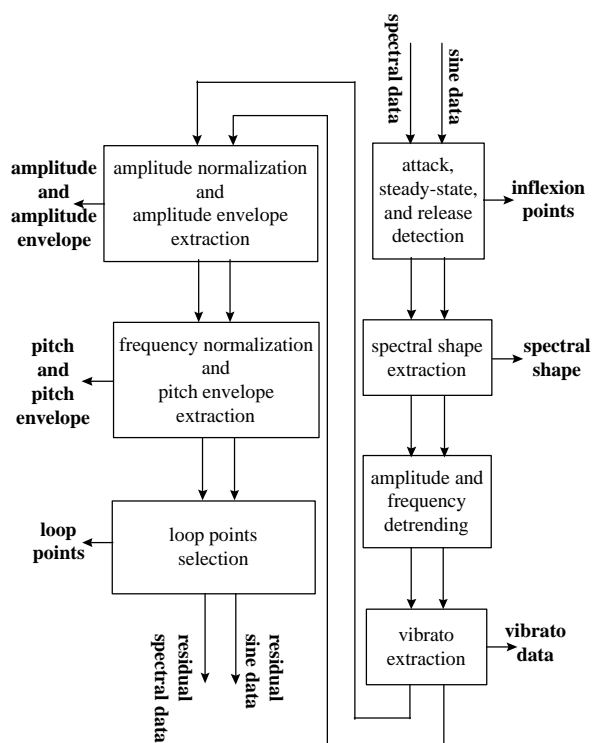 spectral data
sine data
attack,
steady-state,
and release
detection
inflexion
points
spectral shape
extraction
spectral
shape
amplitude and
frequency
detrending
vibrato
extraction
vibrato
data
amplitude
and
amplitude
envelope
amplitude normalization
and
amplitude envelope
extraction
pitch
and
pitch
envelope
frequency normalization
and
pitch envelope
extraction
loop
points
loop points
selection
residual
spectral data
residual
sine data